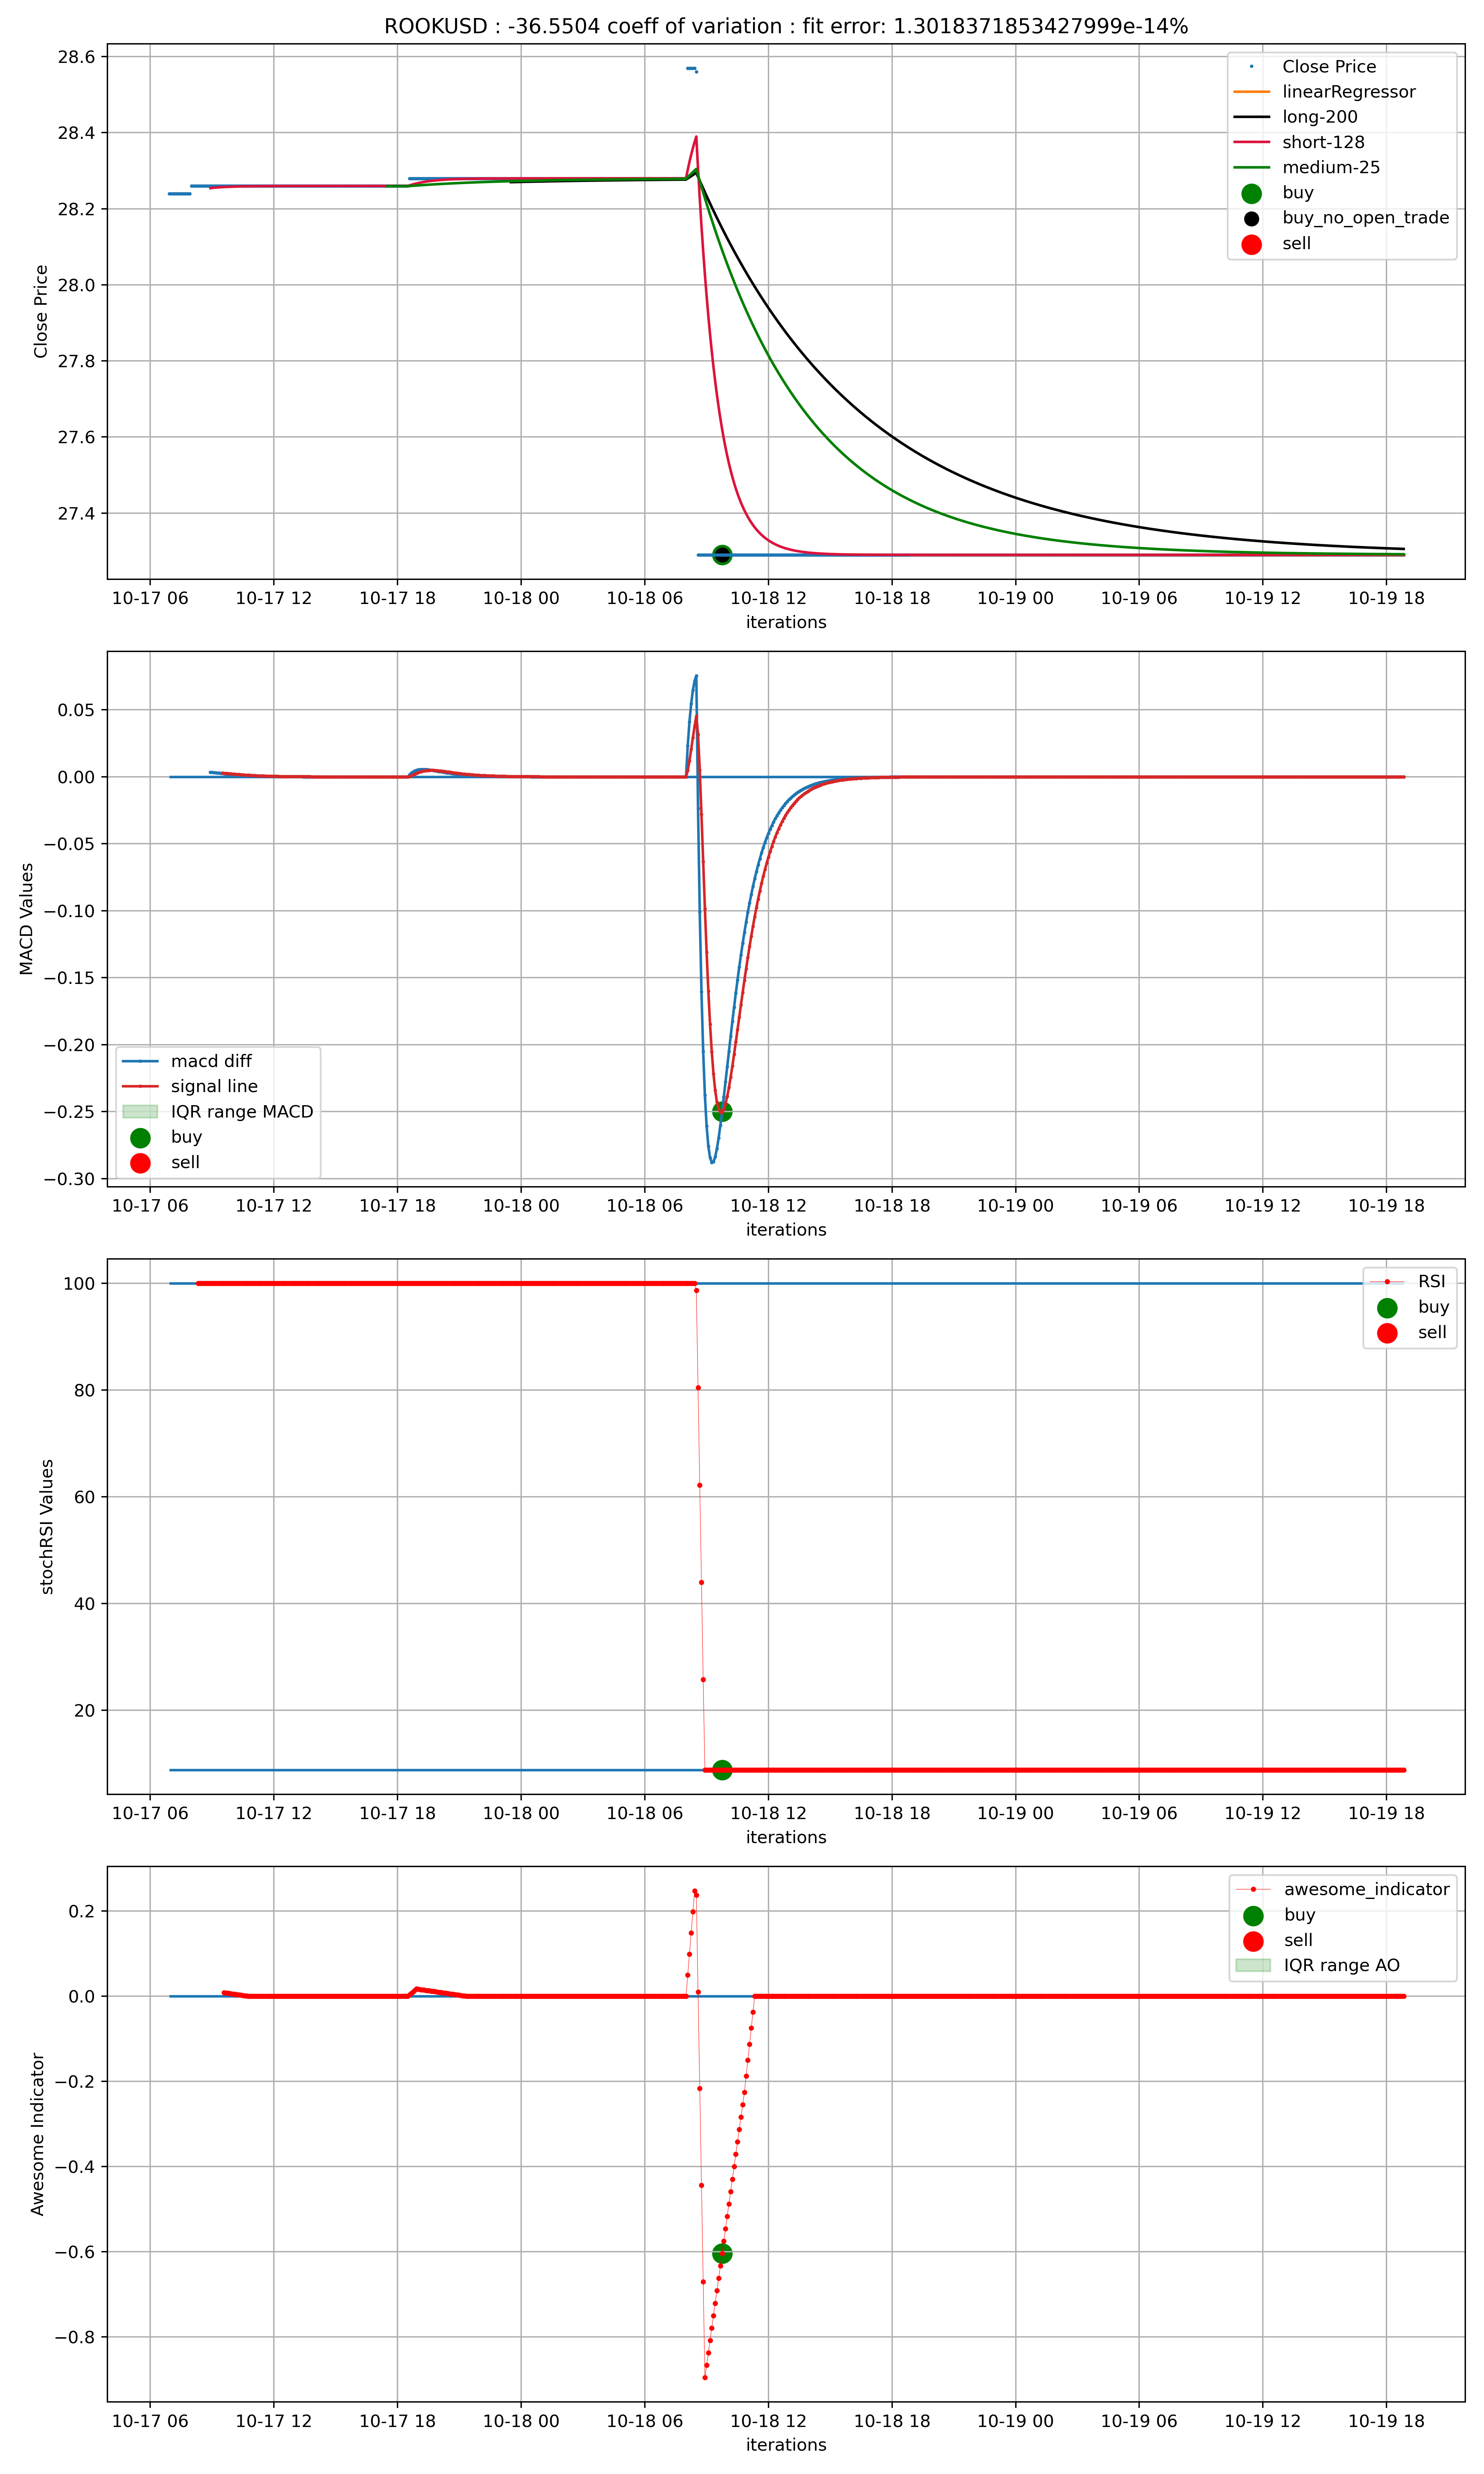 ROOKUSD : -36.5504 coeff of variation : fit error: 1.3018371853427999e-14%
28.6
28.4
28.2
28.0
27.8
27.6
27.4
Close Price
Close Price
linearRegressor
long-200
short-128
medium-25
buy
buy_no_open_trade
sell
10-17 06 10-17 12 10-17 18 10-18 00 10-18 06 10-18 12 10-18 18 10-19 00 10-19 06 10-19 12 10-19 18
iterations
0.05
0.00
−0.05
−0.10
−0.15
−0.20
−0.25
−0.30
MACD Values
macd diff
signal line
IQR range MACD
buy
sell
10-17 06 10-17 12 10-17 18 10-18 00 10-18 06 10-18 12 10-18 18 10-19 00 10-19 06 10-19 12 10-19 18
iterations
100
80
60
40
20
stochRSI Values
RSI
buy
sell
10-17 06 10-17 12 10-17 18 10-18 00 10-18 06 10-18 12 10-18 18 10-19 00 10-19 06 10-19 12 10-19 18
iterations
0.2
0.0
−0.2
−0.4
−0.6
−0.8
Awesome Indicator
awesome_indicator
buy
sell
IQR range AO
10-17 06 10-17 12 10-17 18 10-18 00 10-18 06 10-18 12 10-18 18 10-19 00 10-19 06 10-19 12 10-19 18
iterations